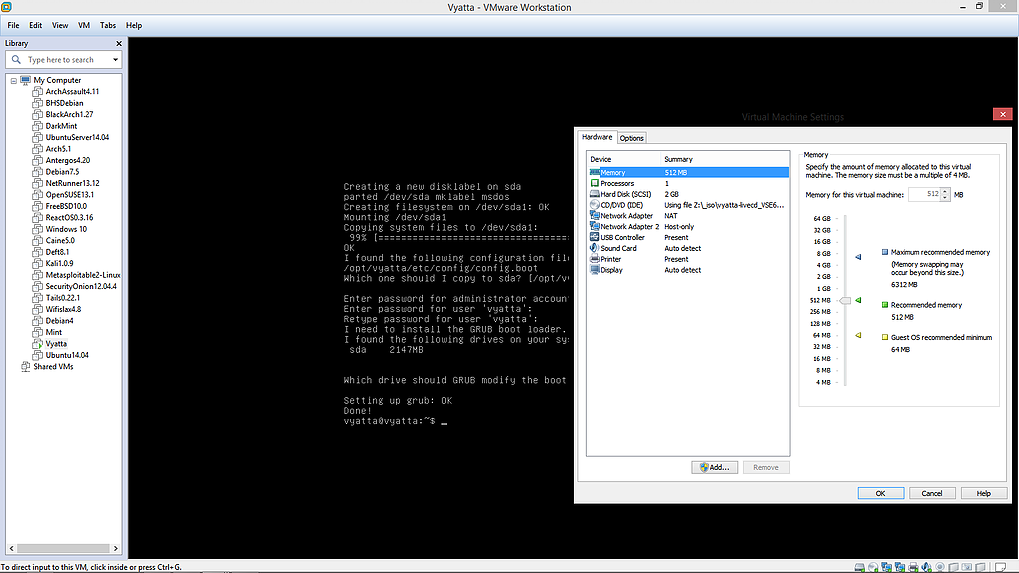 Vyatta - VMware Workstation
File Edit View VM Tabs Help
Library
Type here to search
My Computer
ArchAssault4.11
BHSDebian
BlackArch1.27
DarkMint
UbuntuServer14.04
Arch5.1
Antergos4.20
Debian7.5
NetRunner13.12
OpenSUSE13.1
FreeBSD10.0
ReactOS0.3.16
Windows 10
Caine5.0
Deft8.1
Kali1.0.9
Metasploitable2-Linux
SecurityOnion12.04.4
Tails0.22.1
Wifislax4.8
Debian4
Mint
Vyatta
Ubuntu14.04
Shared VMs
Creating a new disklabel on sda
parted /dev/sda mklabel msdos
Creating filesystem on /dev/sda1: OK
Mounting /dev/sda1
Copying system files to /dev/sda1:
99% [===================================
OK
I found the following configuration file
/opt/vyatta/etc/config/config.boot
Which one should I copy to sda? [/opt/v
Enter password for administrator account
Enter password for user 'vyatta':
Retype password for user 'vyatta':
I need to install the GRUB boot loader.
I found the following drives on your sys
sda 2147MB
Which drive should GRUB modify the boot
Setting up grub: OK
Done!
vyatta@vyatta:~$ _
Virtual Machine Settings
Hardware Options
Device Summary
Memory 512 MB
Processors 1
Hard Disk (SCSI) 2 GB
CD/DVD (IDE) Using file Z:\_iso\vyatta-livecd_VSE6...
Network Adapter NAT
Network Adapter 2 Host-only
USB Controller Present
Sound Card Auto detect
Printer Present
Display Auto detect
Add... Remove
Memory
Specify the amount of memory allocated to this virtual
machine. The memory size must be a multiple of 4 MB.
Memory for this virtual machine: 512 MB
64 GB
32 GB
16 GB
8 GB
4 GB
2 GB
1 GB
512 MB
256 MB
128 MB
64 MB
32 MB
16 MB
8 MB
4 MB
Maximum recommended memory
(Memory swapping may
occur beyond this size.)
6312 MB
Recommended memory
512 MB
Guest OS recommended minimum
64 MB
OK Cancel Help
To direct input to this VM, click inside or press Ctrl+G.